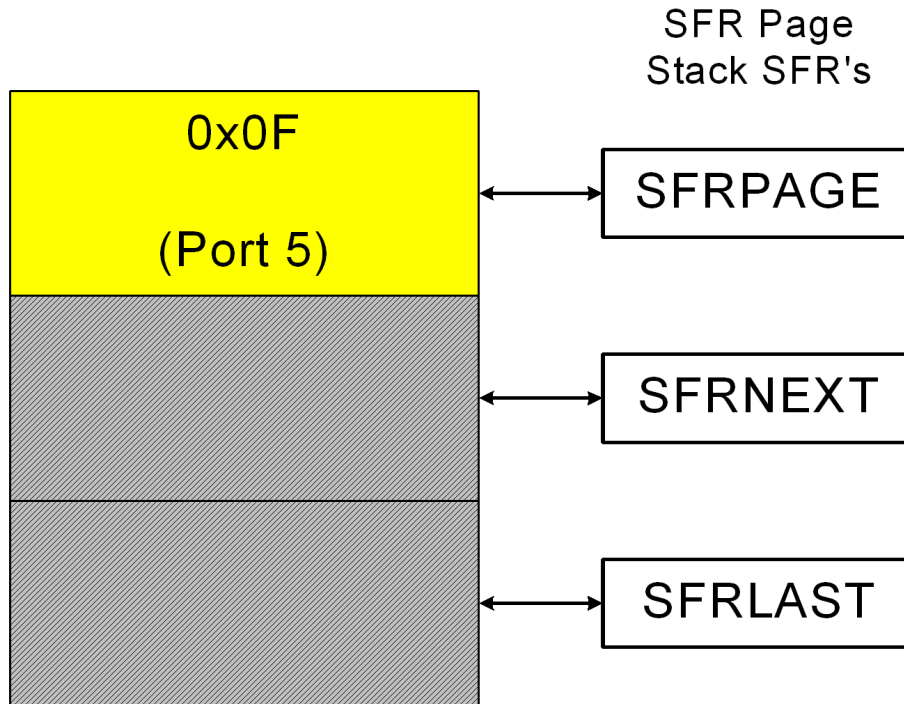 SFR Page
Stack SFR's
0x0F
(Port 5)
SFRPAGE
SFRNEXT
SFRLAST